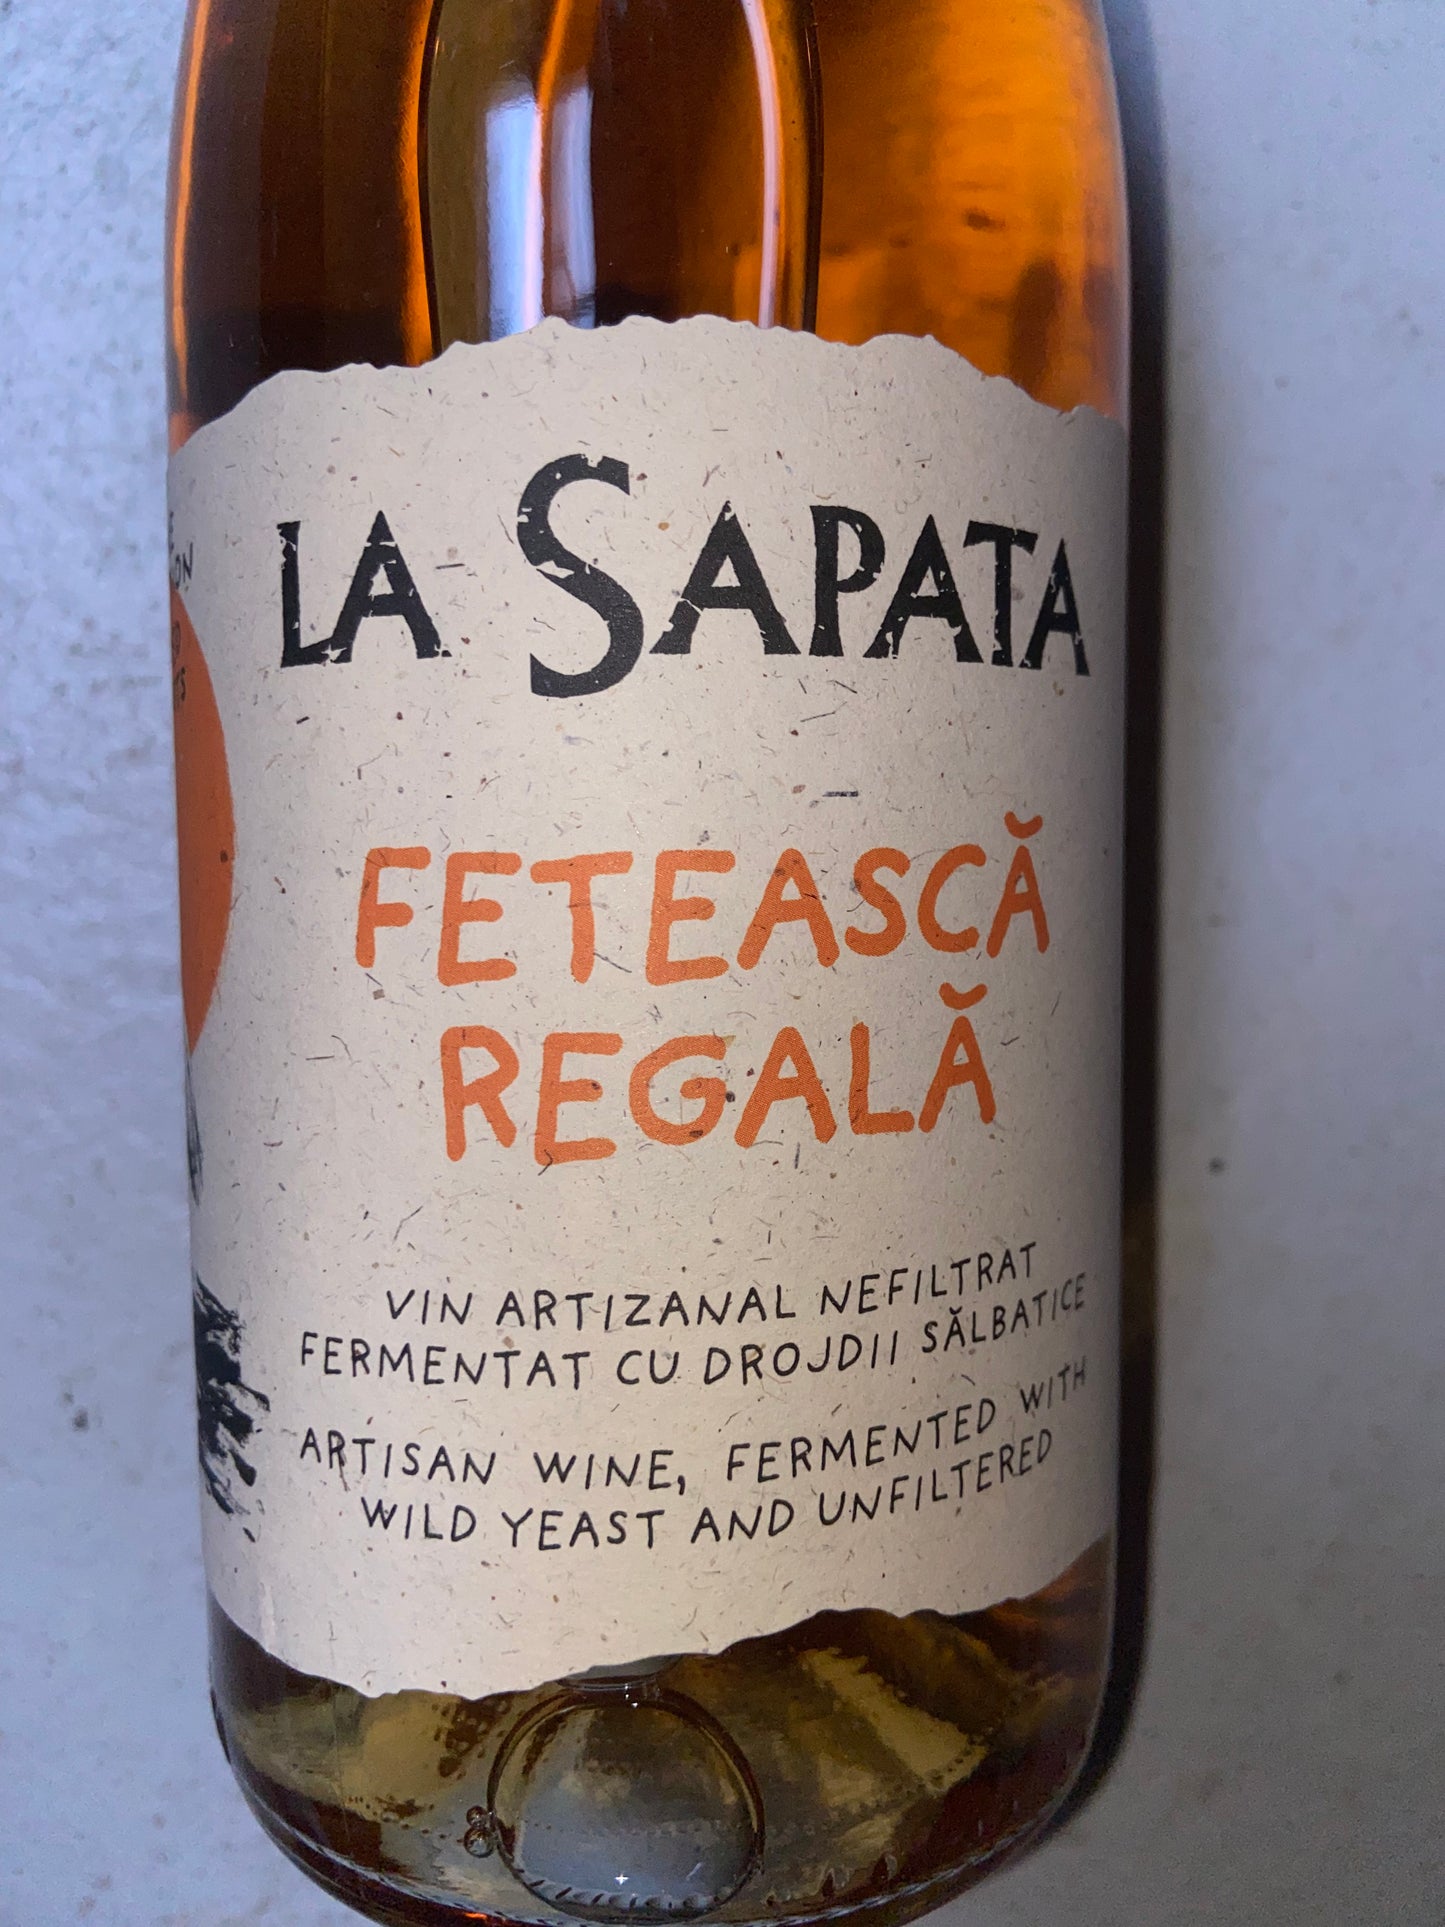 LA SAPATA
FETEASCĂ
REGALĂ
VIN ARTIZANAL NEFILTRAT
FERMENTAT CU DROJDII SĂLBATICE
ARTISAN WINE, FERMENTED WITH
WILD YEAST AND UNFILTERED